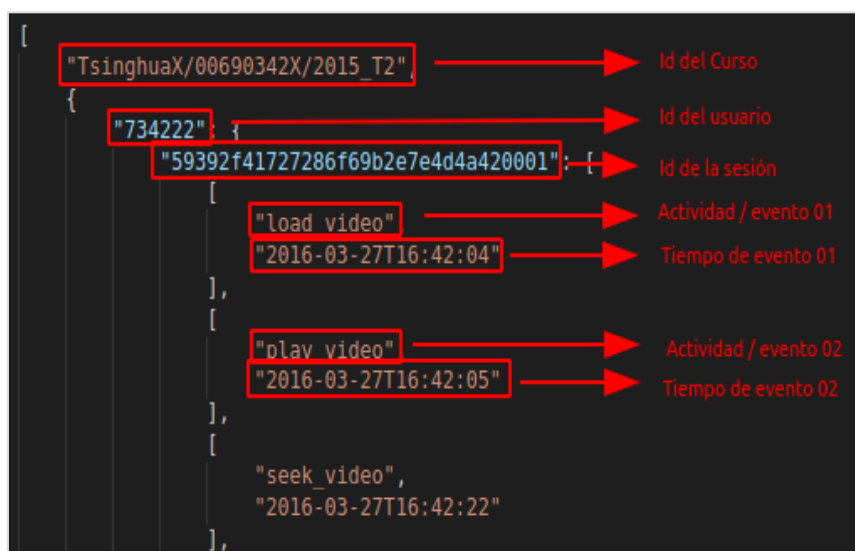 [
"TsinghuaX/00690342X/2015_T2", Id del Curso
{
"734222": { Id del usuario
"59392f41727286f69b2e7e4d4a420001": [ Id de la sesión
[
"load_video", Actividad / evento 01
"2016-03-27T16:42:04" Tiempo de evento 01
],
[
"play_video", Actividad / evento 02
"2016-03-27T16:42:05" Tiempo de evento 02
],
[
"seek_video",
"2016-03-27T16:42:22"
],